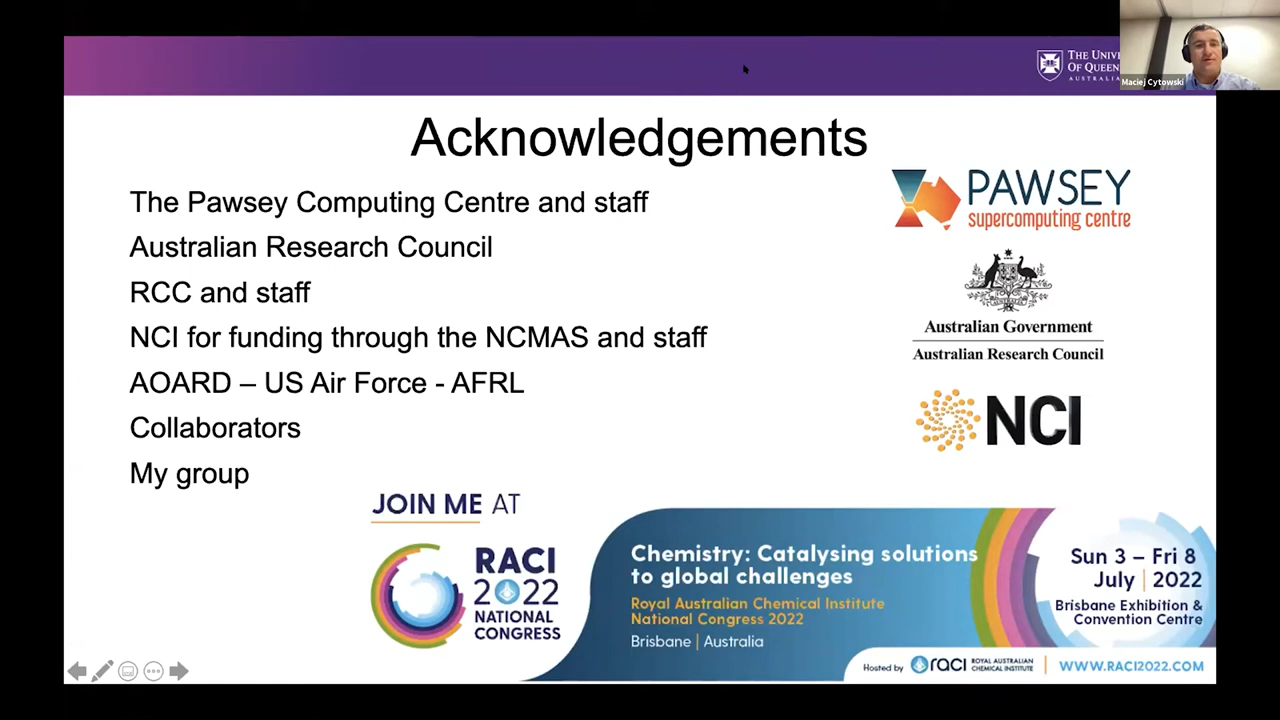 THE UNIV
OF QUEEN
AUSTRALIA
Maciej Cytowski
Acknowledgements
The Pawsey Computing Centre and staff
Australian Research Council
RCC and staff
NCI for funding through the NCMAS and staff
AOARD – US Air Force - AFRL
Collaborators
My group
PAWSEY
supercomputing centre
Australian Government
Australian Research Council
NCI
JOIN ME AT
RACI
2022
NATIONAL
CONGRESS
Chemistry: Catalysing solutions
to global challenges
Royal Australian Chemical Institute
National Congress 2022
Brisbane | Australia
Sun 3 – Fri 8
July | 2022
Brisbane Exhibition &
Convention Centre
Hosted by raci ROYAL AUSTRALIAN CHEMICAL INSTITUTE | WWW.RACI2022.COM